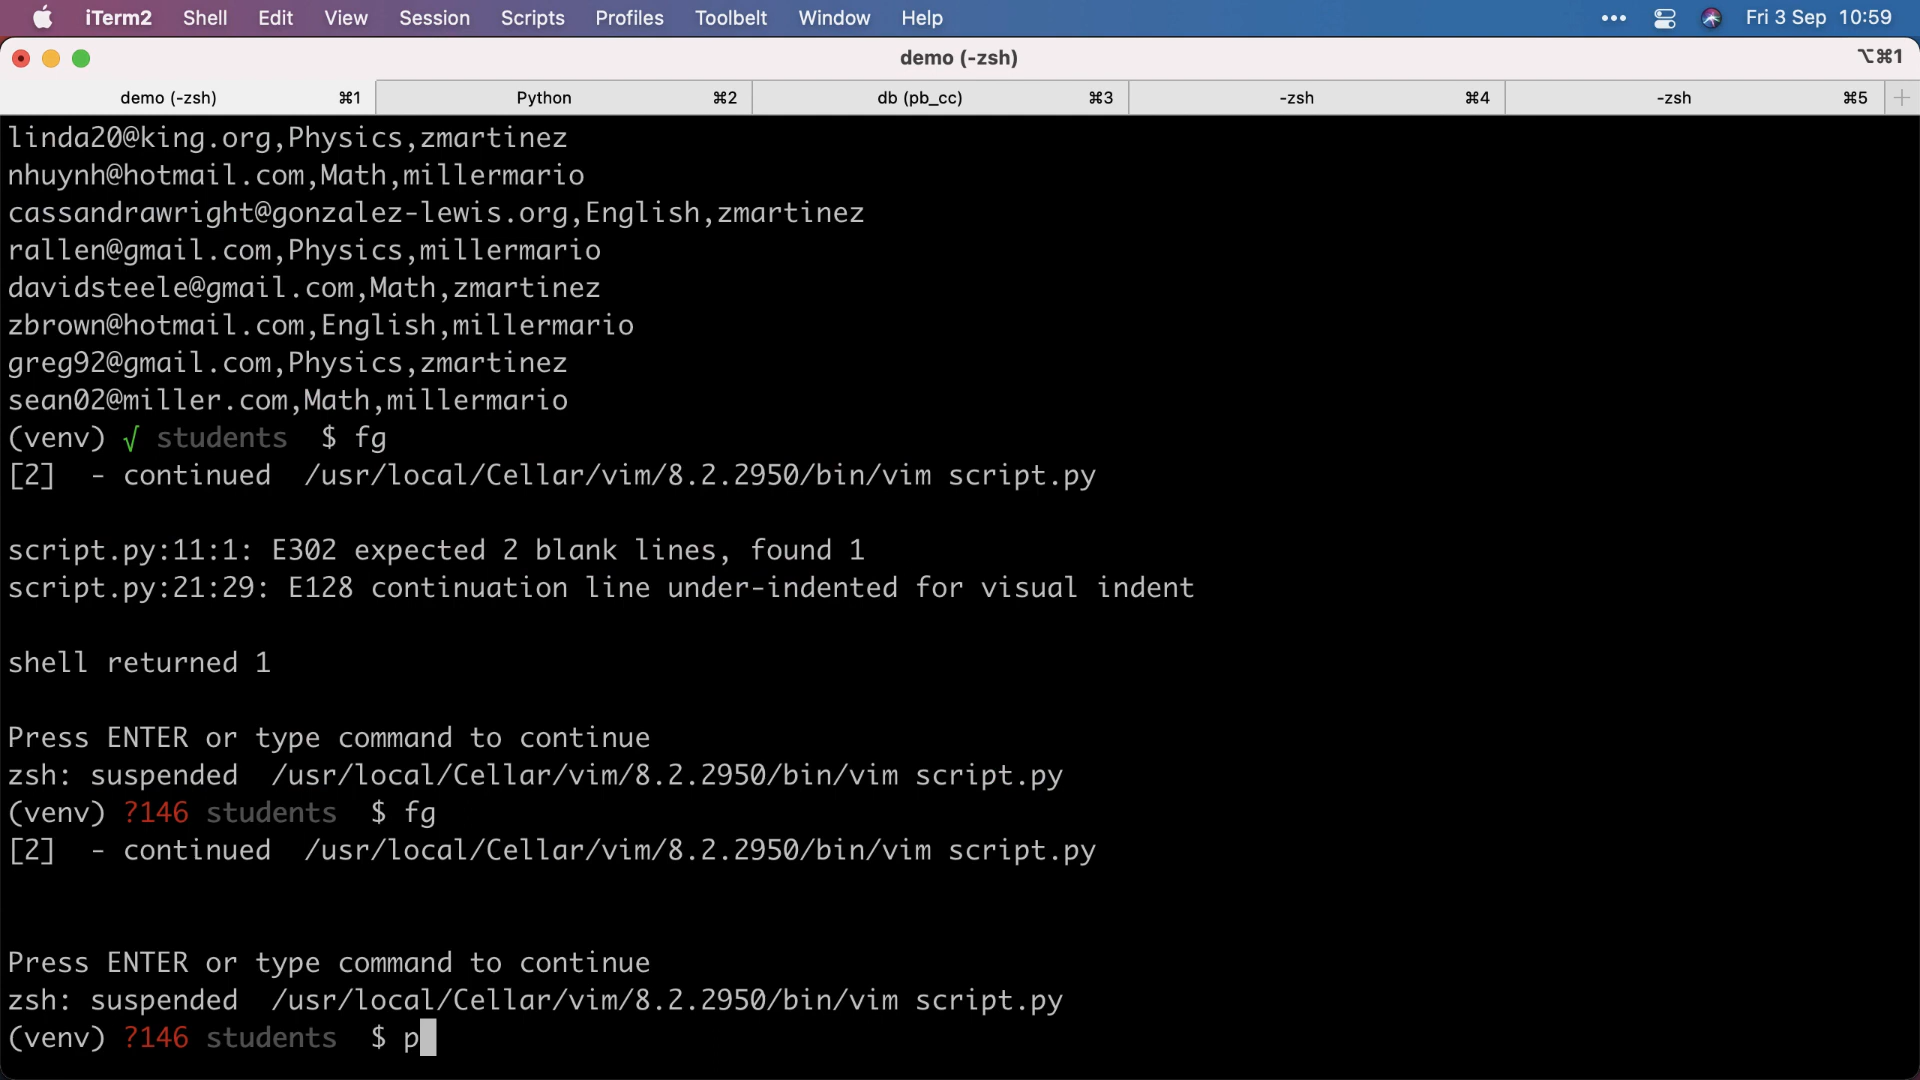 iTerm2 Shell Edit View Session Scripts Profiles Toolbelt Window Help Fri 3 Sep 10:59
demo (-zsh) ⌥⌘1
demo (-zsh) ⌘1 Python ⌘2 db (pb_cc) ⌘3 -zsh ⌘4 -zsh ⌘5
linda20@king.org,Physics,zmartinez
nhuynh@hotmail.com,Math,millermario
cassandrawright@gonzalez-lewis.org,English,zmartinez
rallen@gmail.com,Physics,millermario
davidsteele@gmail.com,Math,zmartinez
zbrown@hotmail.com,English,millermario
greg92@gmail.com,Physics,zmartinez
sean02@miller.com,Math,millermario
(venv) √ students $ fg
[2] - continued /usr/local/Cellar/vim/8.2.2950/bin/vim script.py
script.py:11:1: E302 expected 2 blank lines, found 1
script.py:21:29: E128 continuation line under-indented for visual indent
shell returned 1
Press ENTER or type command to continue
zsh: suspended /usr/local/Cellar/vim/8.2.2950/bin/vim script.py
(venv) ?146 students $ fg
[2] - continued /usr/local/Cellar/vim/8.2.2950/bin/vim script.py
Press ENTER or type command to continue
zsh: suspended /usr/local/Cellar/vim/8.2.2950/bin/vim script.py
(venv) ?146 students $ p